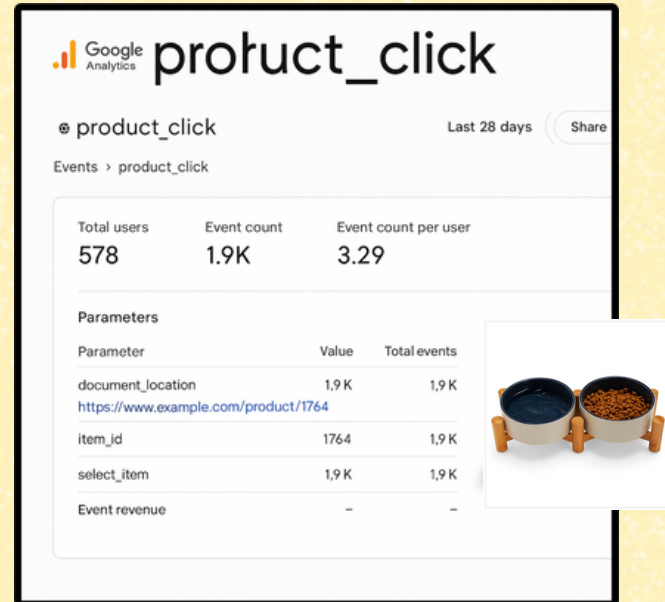 Google
Analytics
prołuct_click
product_click
Last 28 days
Share
Events › product_click
Total users Event count Event count per user
578 1.9K 3.29
Parameters
Parameter Value Total events
document_location 1,9 K 1,9 K
https://www.example.com/product/1764
item_id 1764 1,9 K
select_item 1,9 K 1,9 K
Event revenue – –